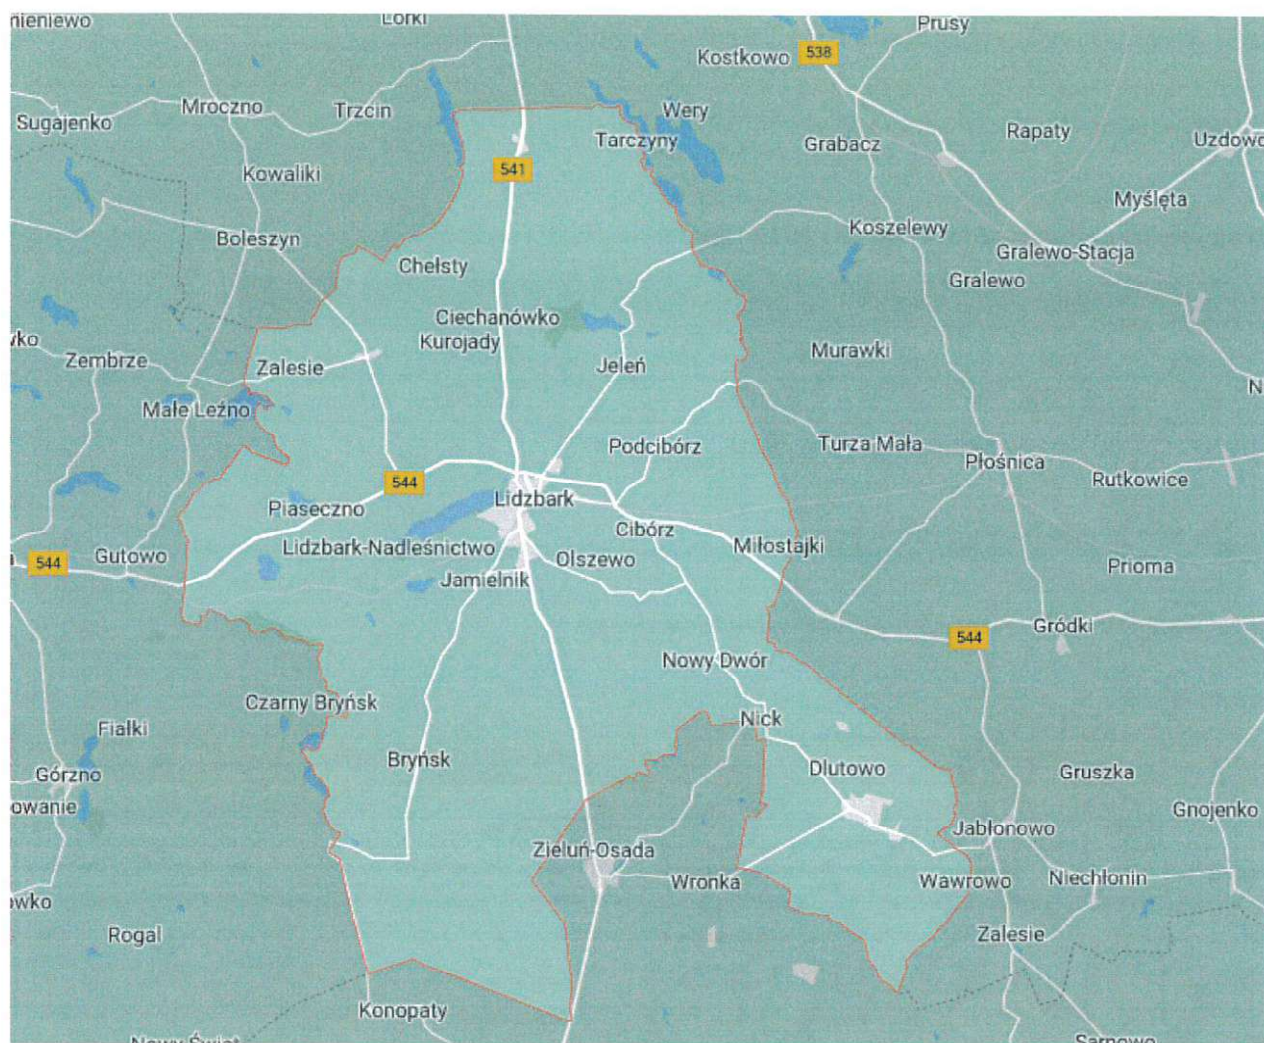 Lorki
Prusy
538
Kostkowo
Mroczno
Trzcin
Wery
Sugajenko
Tarczyny
Grabacz
Rapaty
Kowaliki
541
Myślęta
Boleszyn
Koszelewy
Chełsty
Gralewo-Stacja
Gralewo
Ciechanówko
Kurojady
Murawki
Zembrze
Zalesie
Jeleń
Małe Leźno
Podcibórz
Turza Mała
Płośnica
544
Rutkowice
Piaseczno
Lidzbark
Cibórz
Lidzbark-Nadleśnictwo
Miłostajki
Gutowo
544
Olszewo
Prioma
Jamielnik
Gródki
544
Nowy Dwór
Czarny Bryńsk
Nick
Fiałki
Bryńsk
Dlutowo
Górzno
Gruszka
Gnojenko
Jabłonowo
Zieluń-Osada
Wronka
Wawrowo
Niechłonin
Rogal
Zalesie
Konopaty
Nowy Świat
Sarnowo